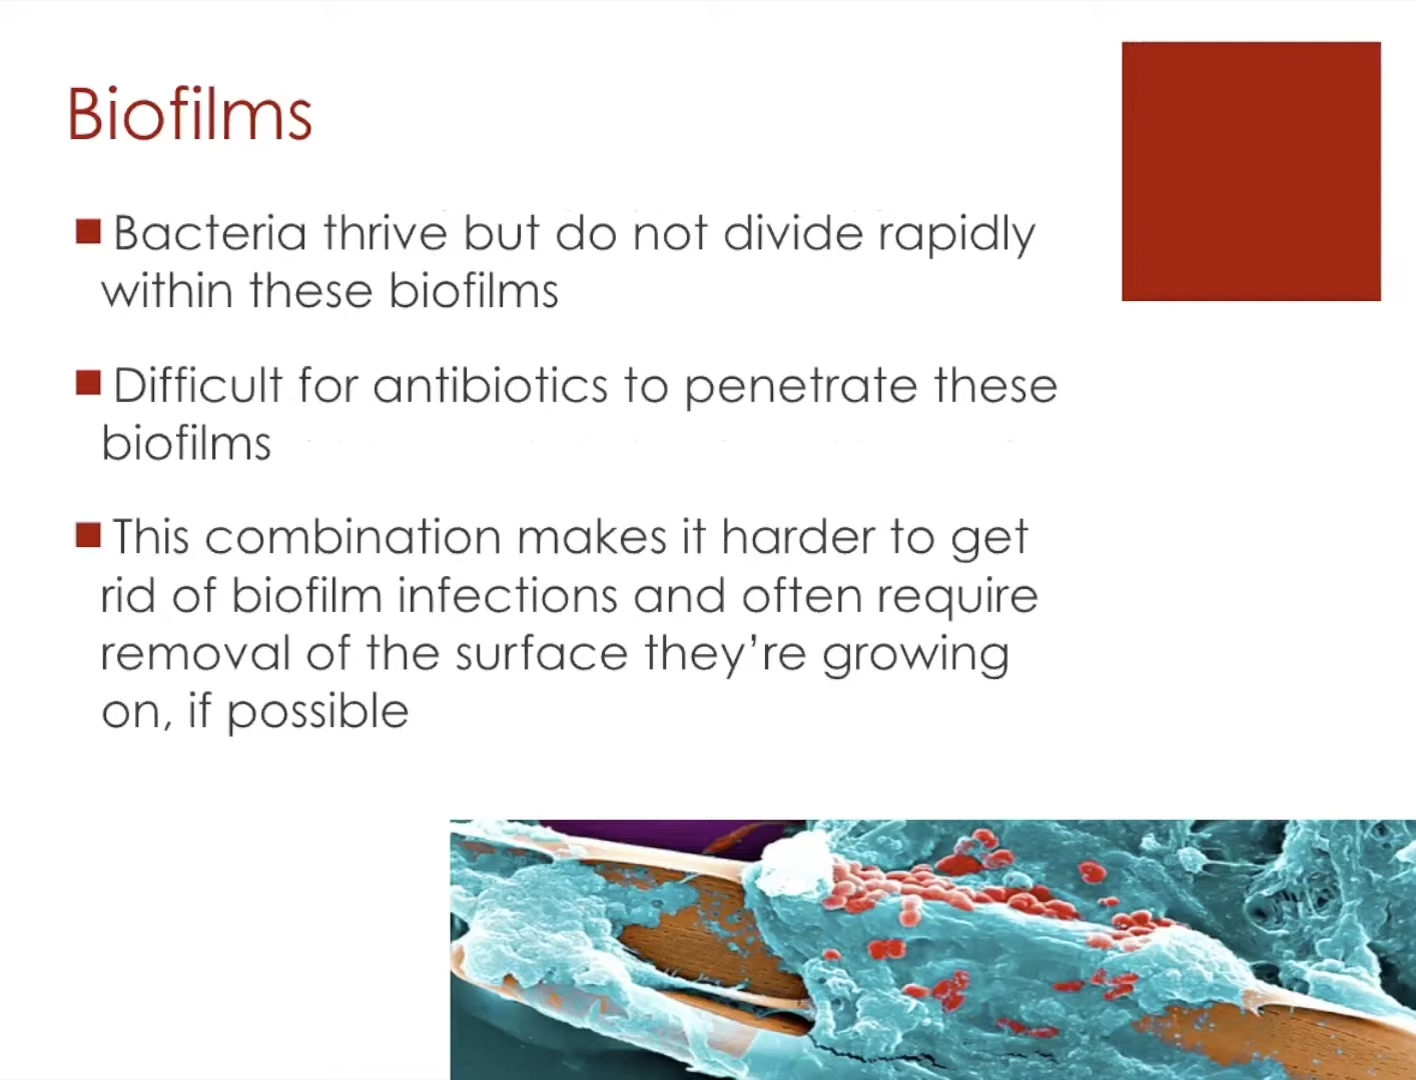 Biofilms
Bacteria thrive but do not divide rapidly
within these biofilms
Difficult for antibiotics to penetrate these
biofilms
This combination makes it harder to get
rid of biofilm infections and often require
removal of the surface they’re growing
on, if possible